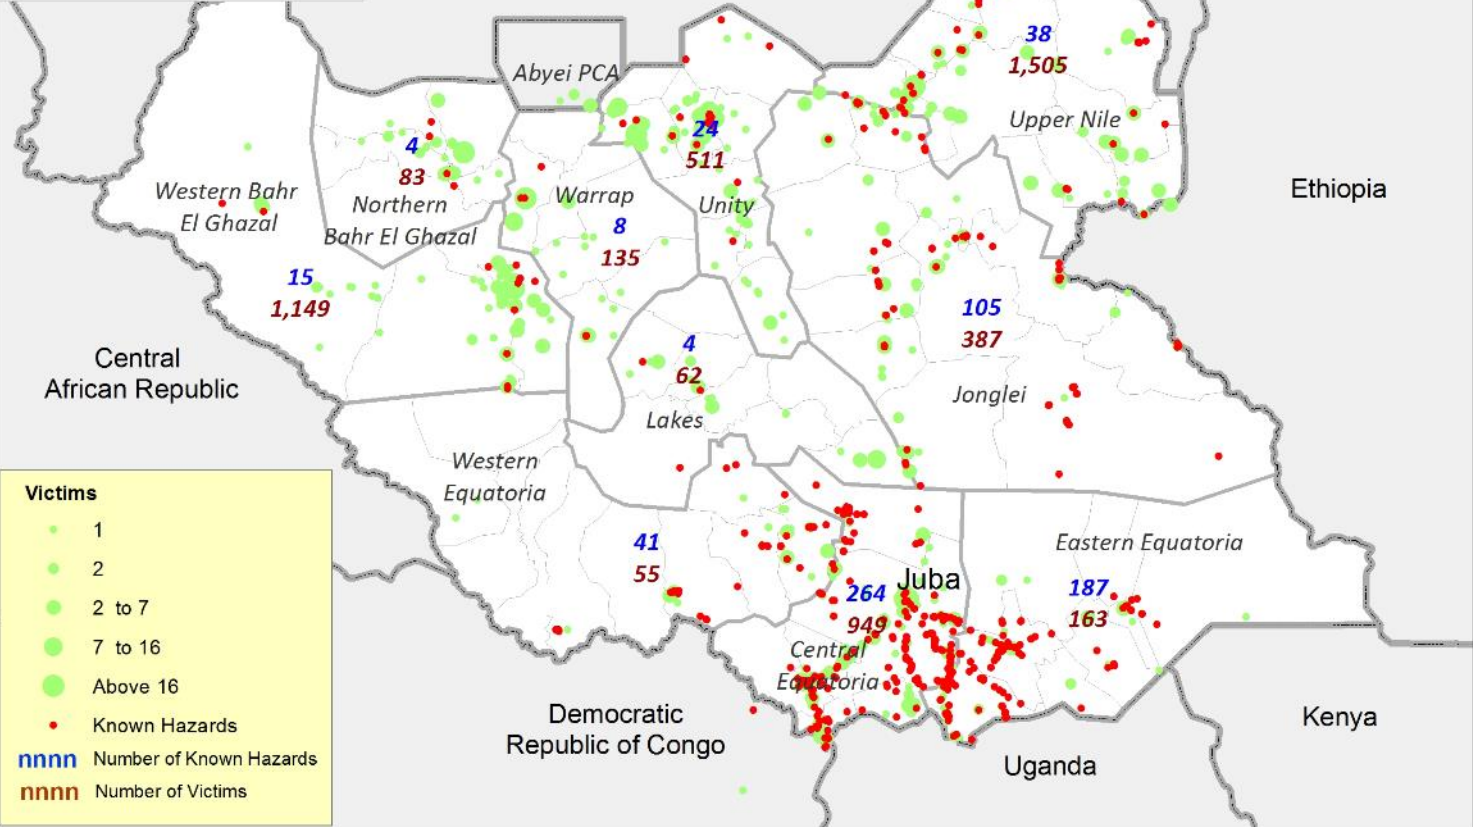 38
1,505
Upper Nile
Abyei PCA
24
511
Unity
4
83
Northern
Bahr El Ghazal
Western Bahr
El Ghazal
15
1,149
Warrap
8
135
Ethiopia
105
387
Jonglei
4
62
Lakes
Central
African Republic
Western
Equatoria
41
55
Juba
264
949
Central
Equatoria
Eastern Equatoria
187
163
Democratic
Republic of Congo
Uganda
Kenya
Victims
1
2
2 to 7
7 to 16
Above 16
Known Hazards
nnnn Number of Known Hazards
nnnn Number of Victims